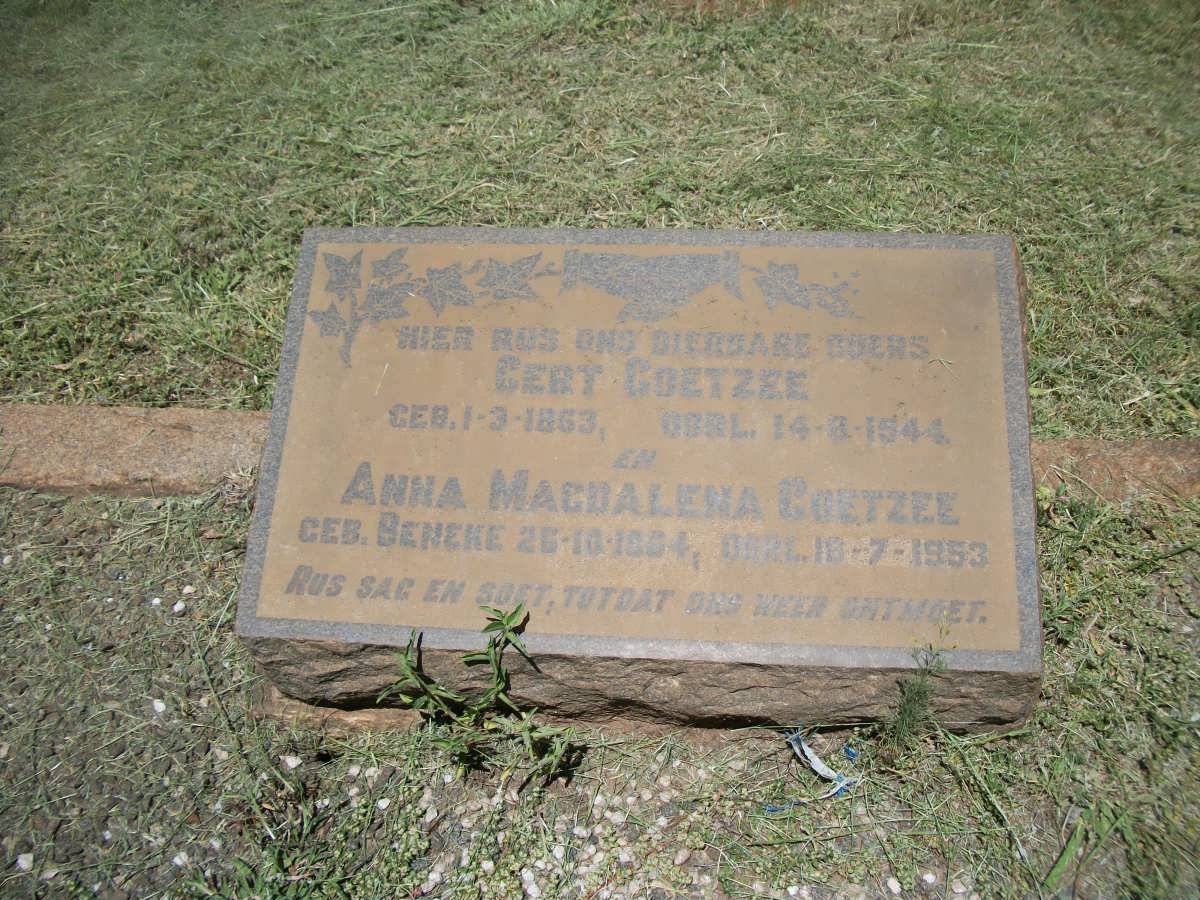 HIER RUS ONS DIERBARE OUERS
GERT COETZEE
GEB. 1-3-1863, OORL. 14-8-1944.
EN
ANNA MAGDALENA COETZEE
GEB. BENEKE 26-10-1864, OORL. 16-7-1953
RUS SAG EN SOET, TOTDAT ONS WEER ONTMOET.